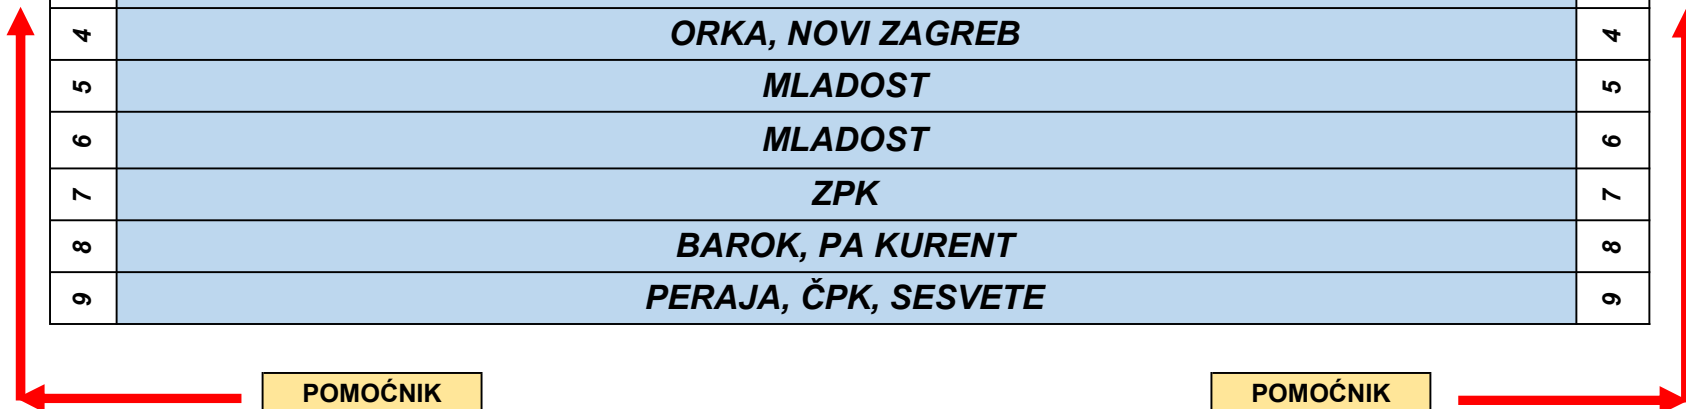 4 ORKA, NOVI ZAGREB 4
5 MLADOST 5
6 MLADOST 6
7 ZPK 7
8 BAROK, PA KURENT 8
9 PERAJA, ČPK, SESVETE 9
POMOĆNIK POMOĆNIK